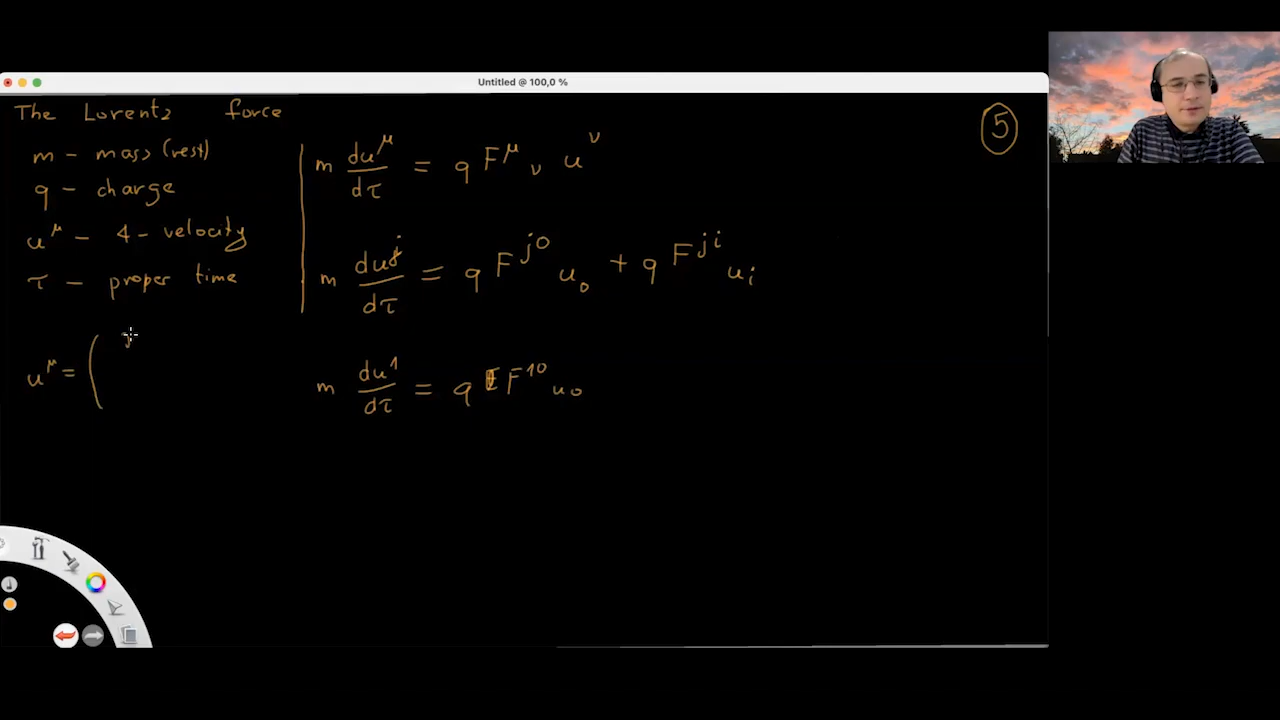 Untitled @ 100,0 %
The Lorentz force
5
m – mass (rest)
q – charge
u^μ – 4 – velocity
τ – proper time
u^μ = (
m du^μ/dτ = q F^μ_ν u^ν
m du^j/dτ = q F^{j0} u_0 + q F^{ji} u_i
m du^1/dτ = q F^{10} u_0